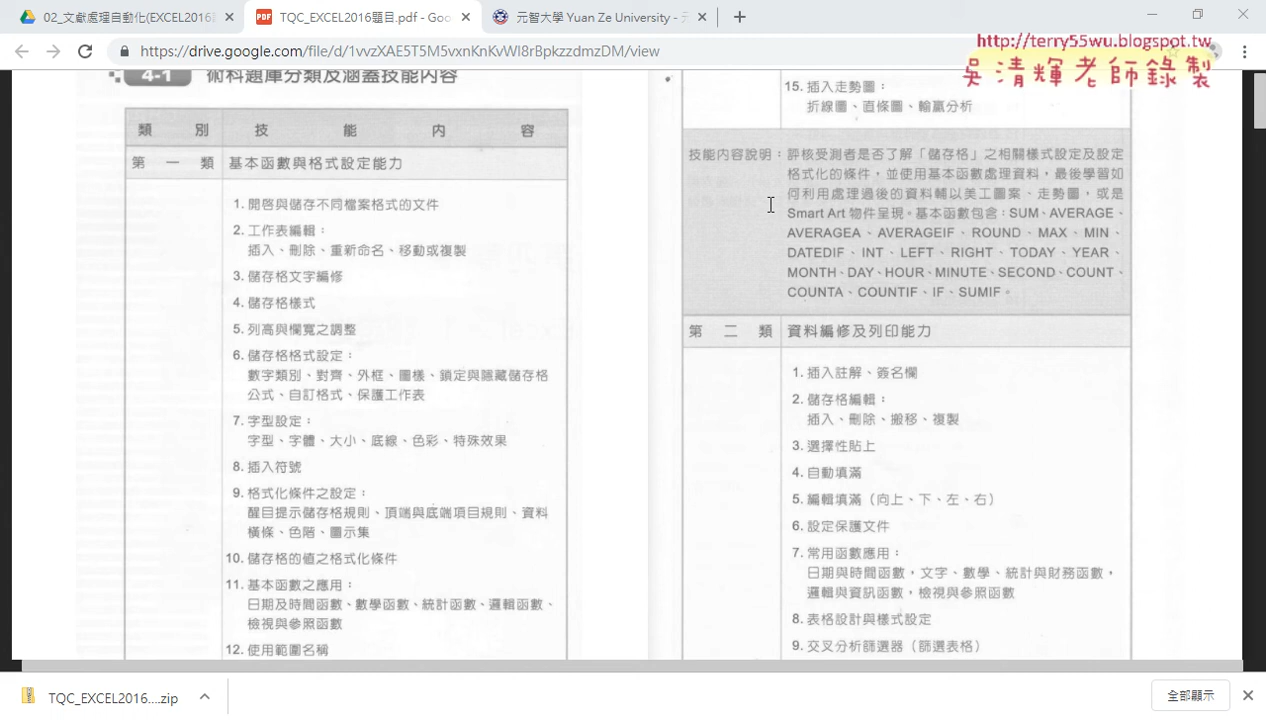 02_文獻處理自動化(EXCEL2016
TQC_EXCEL2016題目.pdf - Goo
元智大學 Yuan Ze University -
https://drive.google.com/file/d/1vvzXAE5T5M5vxnKnKvWI8rBpkzzdmzDM/view
http://terry55wu.blogspot.tw
吳清輝老師錄製
4-1 術科題庫分類及涵蓋技能內容
類 別 技 能 內 容
第 一 類 基本函數與格式設定能力
1. 開啟與儲存不同檔案格式的文件
2. 工作表編輯：
插入、刪除、重新命名、移動或複製
3. 儲存格文字編修
4. 儲存格樣式
5. 列高與欄寬之調整
6. 儲存格格式設定：
數字類別、對齊、外框、圖樣、鎖定與隱藏儲存格
公式、自訂格式、保護工作表
7. 字型設定：
字型、字體、大小、底線、色彩、特殊效果
8. 插入符號
9. 格式化條件之設定：
醒目提示儲存格規則、頂端與底端項目規則、資料
橫條、色階、圖示集
10. 儲存格的值之格式化條件
11. 基本函數之應用：
日期及時間函數、數學函數、統計函數、邏輯函數、
檢視與參照函數
12. 使用範圍名稱
15. 插入走勢圖：
折線圖、直條圖、輸贏分析
技能內容說明：評核受測者是否了解「儲存格」之相關樣式設定及設定
格式化的條件，並使用基本函數處理資料，最後學習如
何利用處理過後的資料輔以美工圖案、走勢圖，或是
Smart Art 物件呈現。基本函數包含：SUM、AVERAGE、
AVERAGEA、AVERAGEIF、ROUND、MAX、MIN、
DATEDIF、INT、LEFT、RIGHT、TODAY、YEAR、
MONTH、DAY、HOUR、MINUTE、SECOND、COUNT、
COUNTA、COUNTIF、IF、SUMIF。
第 二 類 資料編修及列印能力
1. 插入註解、簽名欄
2. 儲存格編輯：
插入、刪除、搬移、複製
3. 選擇性貼上
4. 自動填滿
5. 編輯填滿（向上、下、左、右）
6. 設定保護文件
7. 常用函數應用：
日期與時間函數，文字、數學、統計與財務函數，
邏輯與資訊函數，檢視與參照函數
8. 表格設計與樣式設定
9. 交叉分析篩選器（篩選表格）
TQC_EXCEL2016....zip
全部顯示